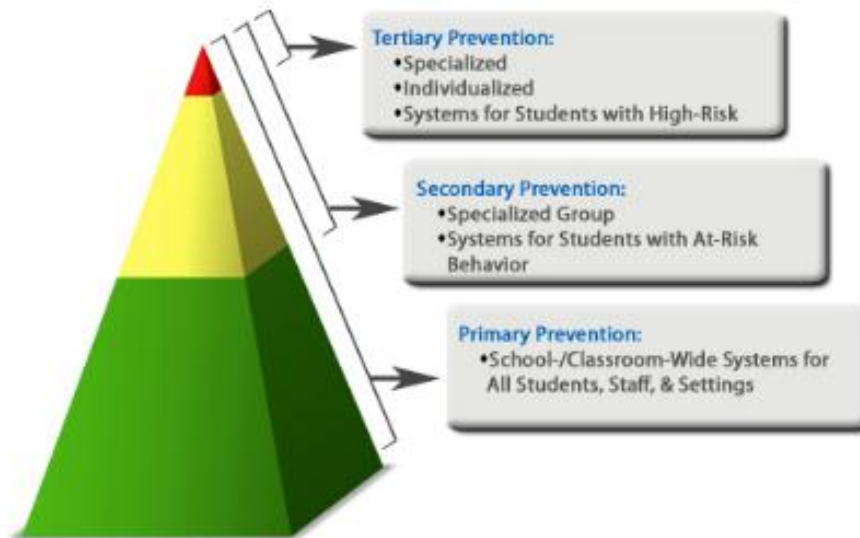 Tertiary Prevention:
•Specialized
•Individualized
•Systems for Students with High-Risk
Secondary Prevention:
•Specialized Group
•Systems for Students with At-Risk
Behavior
Primary Prevention:
•School-/Classroom-Wide Systems for
All Students, Staff, & Settings